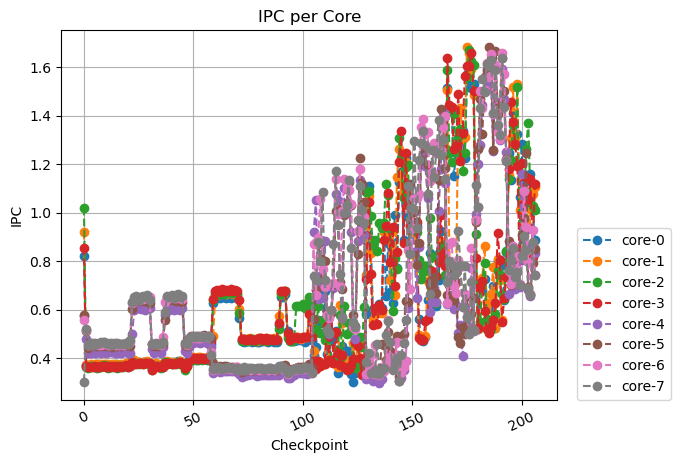 IPC per Core
IPC
1.6
1.4
1.2
1.0
0.8
0.6
0.4
0
50
100
150
200
Checkpoint
core-0
core-1
core-2
core-3
core-4
core-5
core-6
core-7